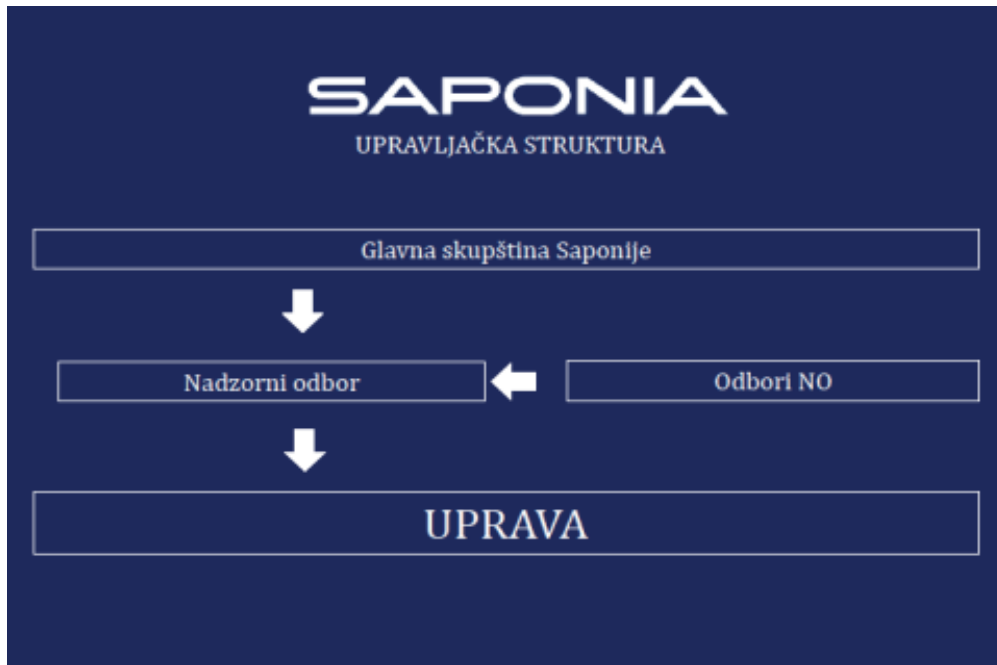 SAPONIA
UPRAVLJAČKA STRUKTURA
Glavna skupština Saponije
Nadzorni odbor
Odbori NO
UPRAVA